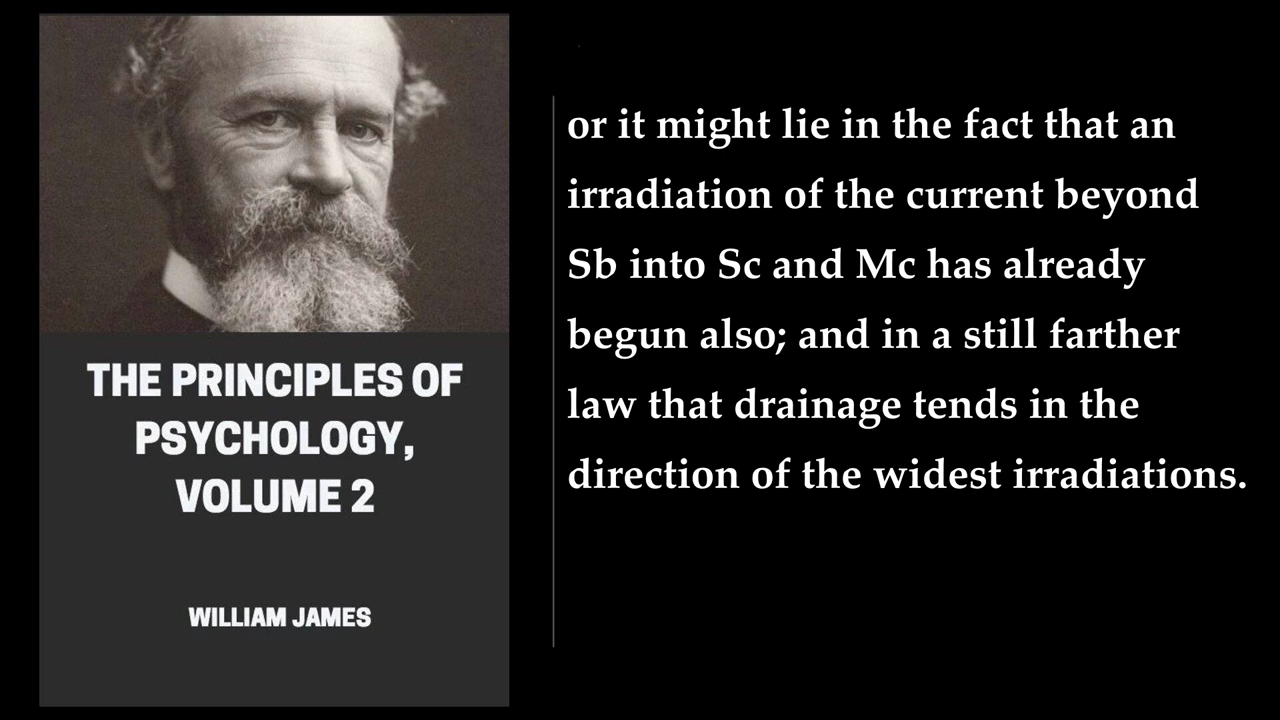 THE PRINCIPLES OF
PSYCHOLOGY,
VOLUME 2
WILLIAM JAMES
or it might lie in the fact that an
irradiation of the current beyond
Sb into Sc and Mc has already
begun also; and in a still farther
law that drainage tends in the
direction of the widest irradiations.